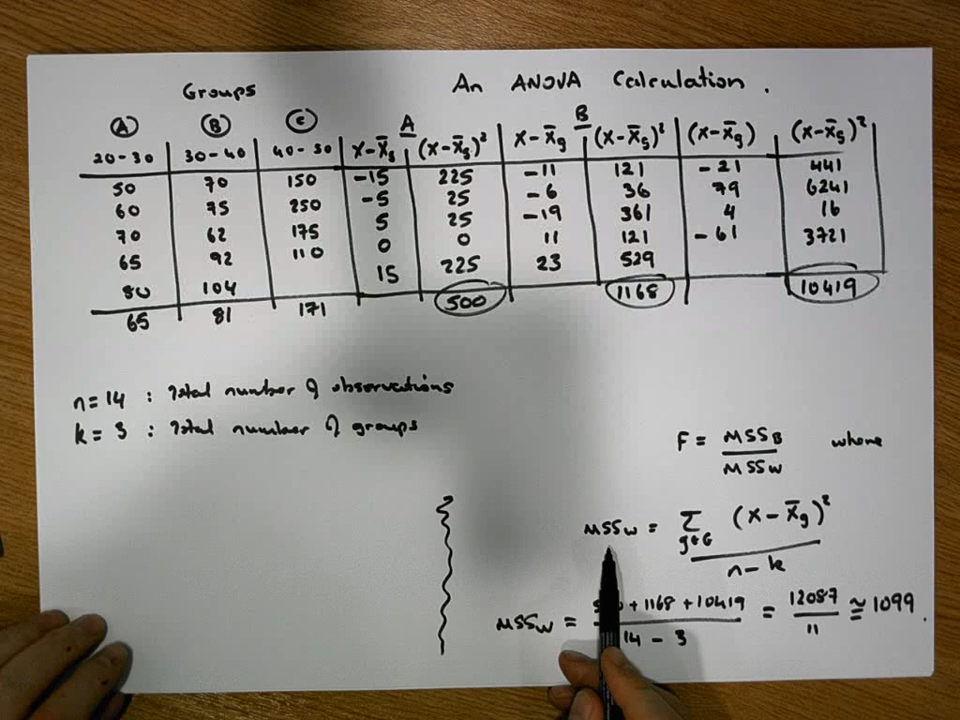 Groups An ANOVA Calculation.
A B C A B
20-30 30-40 40-50 x-x̄g (x-x̄g)² x-x̄g (x-x̄g)² (x-x̄g) (x-x̄g)²
50 70 150 -15 225 -11 121 -21 441
60 75 250 -5 25 -6 36 79 6241
70 62 175 5 25 -19 361 4 16
65 92 110 0 0 11 121 -61 3721
80 104 15 225 23 529
65 81 171 500 1168 10419
n=14 : Total number of observations
k=3 : Total number of groups
F = MSSB / MSSW where
MSSW = Σg∈G (x-x̄g)² / n-k
MSSW = + 1168 + 10419 / 14 - 3 = 12087 / 11 ≅ 1099.